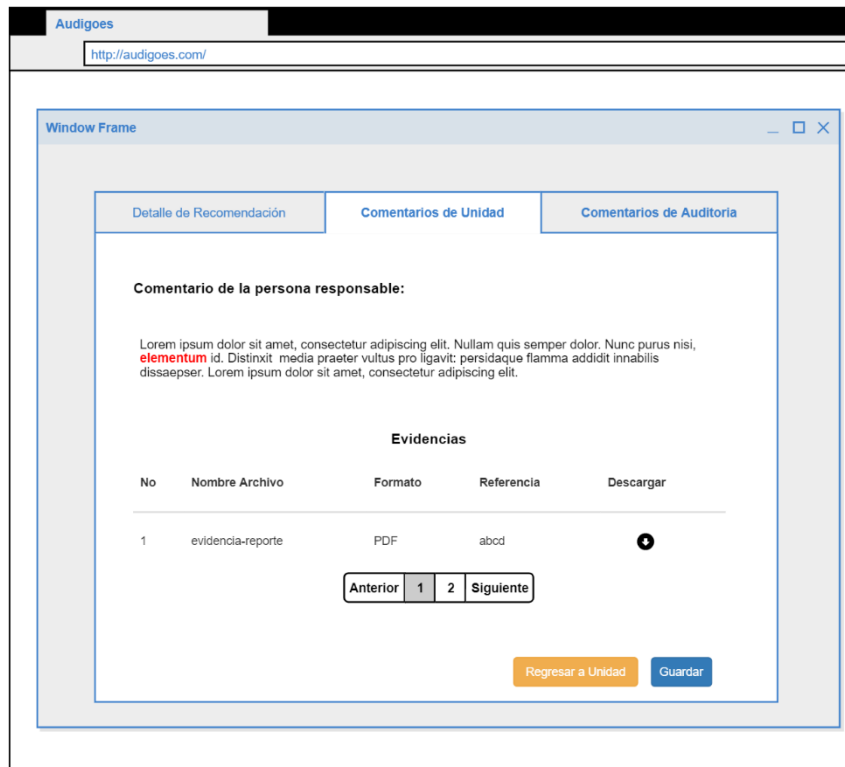 Audigoes
http://audigoes.com/
Window Frame
Detalle de Recomendación Comentarios de Unidad Comentarios de Auditoria
Comentario de la persona responsable:
Lorem ipsum dolor sit amet, consectetur adipiscing elit. Nullam quis semper dolor. Nunc purus nisi,
elementum id. Distinxit media praeter vultus pro ligavit: persidaque flamma addidit innabilis
dissaepser. Lorem ipsum dolor sit amet, consectetur adipiscing elit.
Evidencias
No Nombre Archivo Formato Referencia Descargar
1 evidencia-reporte PDF abcd
Anterior 1 2 Siguiente
Regresar a Unidad Guardar